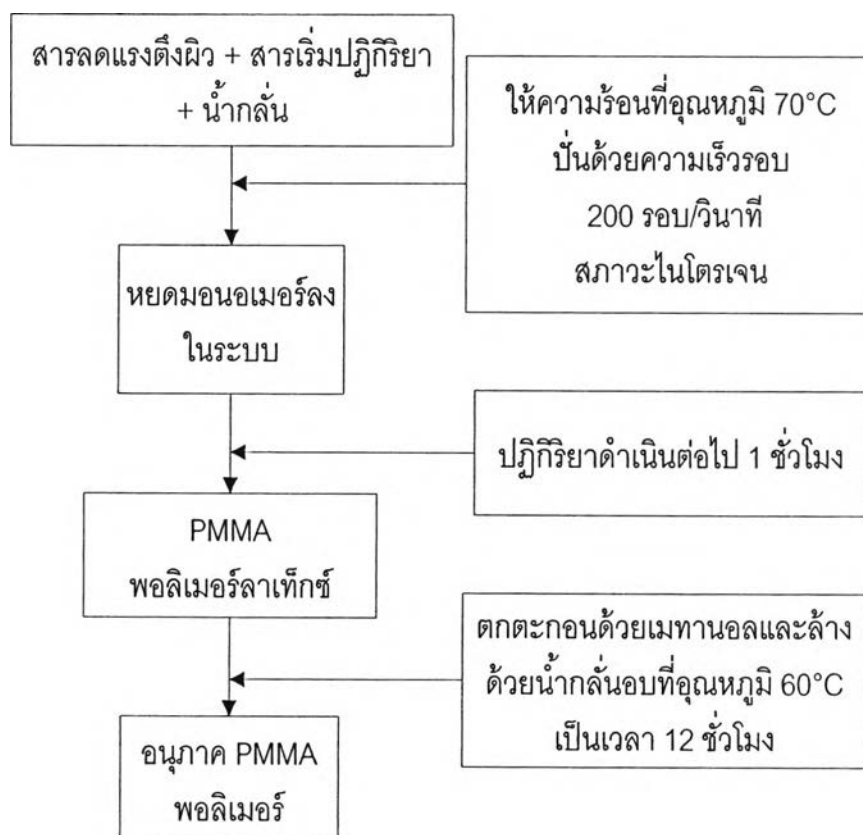 สารลดแรงตึงผิว + สารเริ่มปฏิกิริยา
+ น้ำกลั่น
ให้ความร้อนที่อุณหภูมิ 70°C
ปั่นด้วยความเร็วรอบ
200 รอบ/วินาที
สภาวะไนโตรเจน
หยดมอนอเมอร์ลง
ในระบบ
ปฏิกิริยาดำเนินต่อไป 1 ชั่วโมง
PMMA
พอลิเมอร์ลาเท็กซ์
ตกตะกอนด้วยเมทานอลและล้าง
ด้วยน้ำกลั่นอบที่อุณหภูมิ 60°C
เป็นเวลา 12 ชั่วโมง
อนุภาค PMMA
พอลิเมอร์